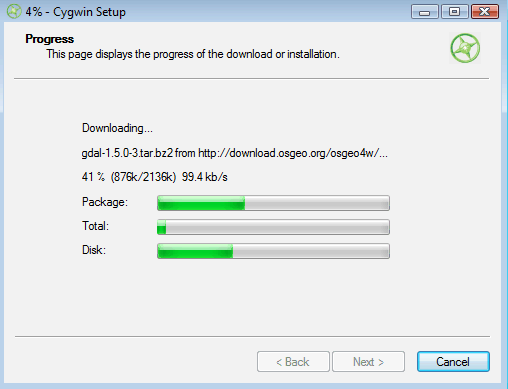 4% - Cygwin Setup
Progress
This page displays the progress of the download or installation.
Downloading...
gdal-1.5.0-3.tar.bz2 from http://download.osgeo.org/osgeo4w/...
41 % (876k/2136k) 99.4 kb/s
Package:
Total:
Disk:
< Back
Next >
Cancel